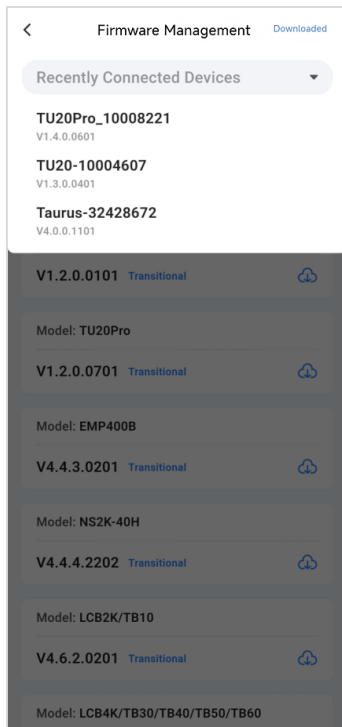 Firmware Management Downloaded
Recently Connected Devices
TU20Pro_10008221
V1.4.0.0601
TU20-10004607
V1.3.0.0401
Taurus-32428672
V4.0.0.1101
V1.2.0.0101 Transitional
Model: TU20Pro
V1.2.0.0701 Transitional
Model: EMP400B
V4.4.3.0201 Transitional
Model: NS2K-40H
V4.4.4.2202 Transitional
Model: LCB2K/TB10
V4.6.2.0201 Transitional
Model: LCB4K/TB30/TB40/TB50/TB60